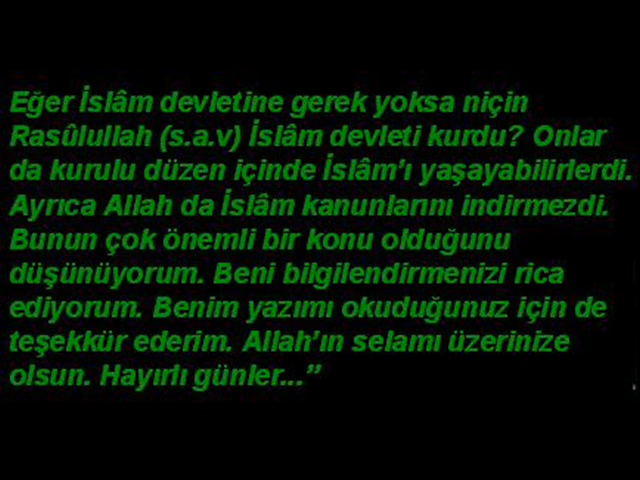 Eğer İslâm devletine gerek yoksa niçin
Rasûlullah (s.a.v) İslâm devleti kurdu? Onlar
da kurulu düzen içinde İslâm'ı yaşayabilirlerdi.
Ayrıca Allah da İslâm kanunlarını indirmezdi.
Bunun çok önemli bir konu olduğunu
düşünüyorum. Beni bilgilendirmenizi rica
ediyorum. Benim yazımı okuduğunuz için de
teşekkür ederim. Allah'ın selamı üzerinize
olsun. Hayırlı günler...”